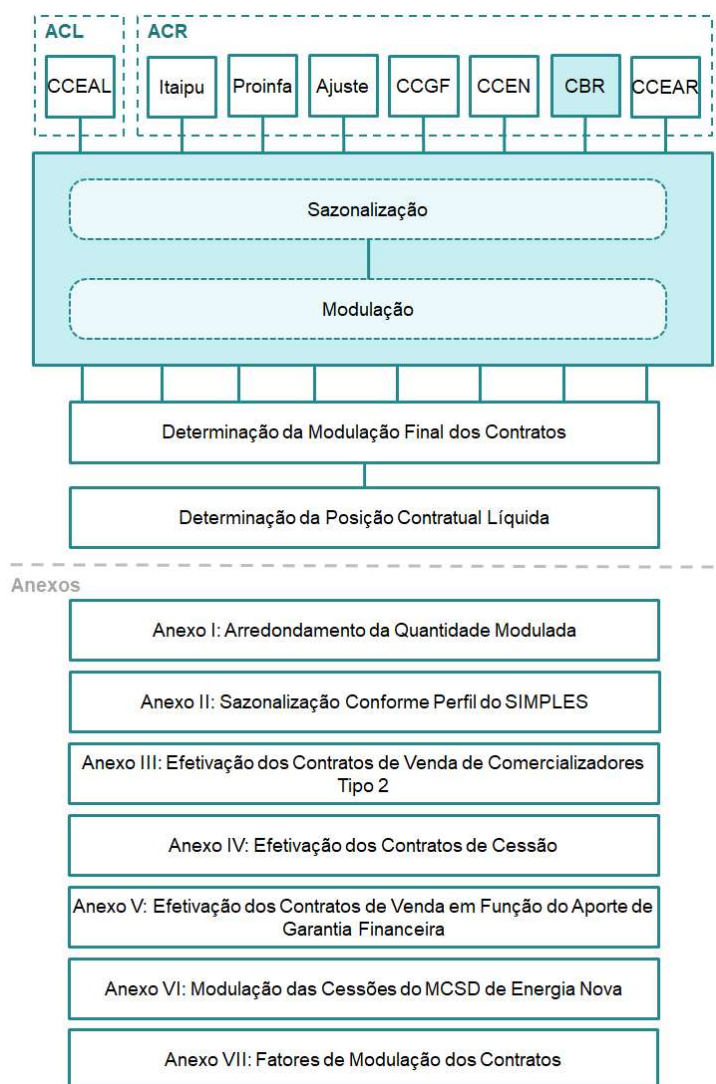 ACL
ACR
CCEAL
Itaipu
Proinfa
Ajuste
CCGF
CCEN
CBR
CCEAR
Sazonalização
Modulação
Determinação da Modulação Final dos Contratos
Determinação da Posição Contratual Líquida
Anexos
Anexo I: Arredondamento da Quantidade Modulada
Anexo II: Sazonalização Conforme Perfil do SIMPLES
Anexo III: Efetivação dos Contratos de Venda de Comercializadores
Tipo 2
Anexo IV: Efetivação dos Contratos de Cessão
Anexo V: Efetivação dos Contratos de Venda em Função do Aporte de
Garantia Financeira
Anexo VI: Modulação das Cessões do MCSD de Energia Nova
Anexo VII: Fatores de Modulação dos Contratos